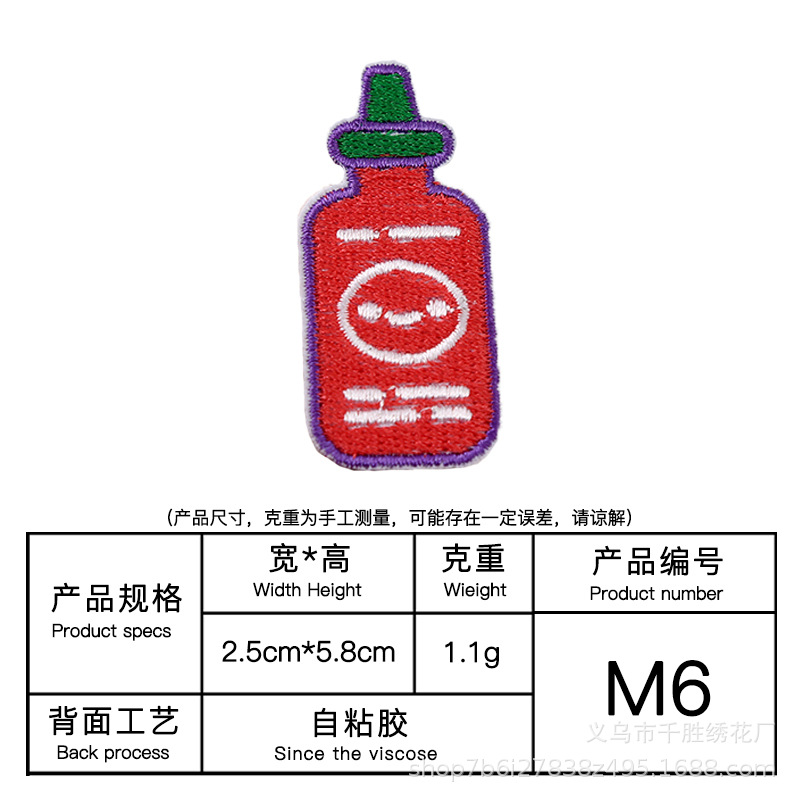 (产品尺寸，克重为手工测量，可能存在一定误差，请谅解)
产品规格
Product specs
宽*高
Width Height
克重
Wieight
产品编号
Product number
2.5cm*5.8cm
1.1g
M6
背面工艺
Back process
自粘胶
Since the viscose
义乌市千胜绣花厂
shop7b6i27838z495.1688.com